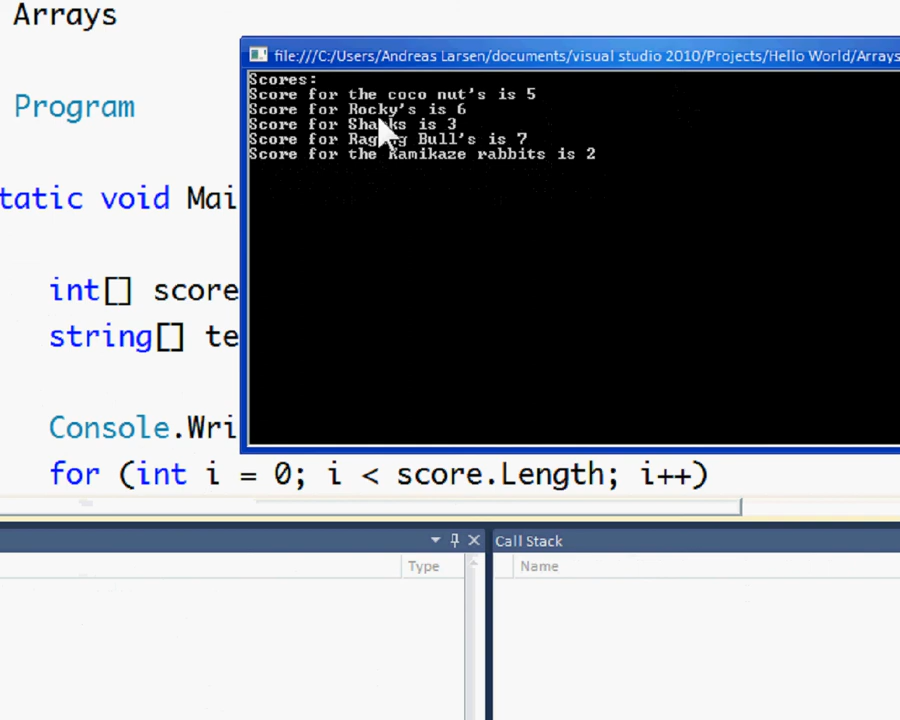 Arrays
Program
tatic void Mai
int[] score
string[] te
Console.Wri
for (int i = 0; i < score.Length; i++)
file:///C:/Users/Andreas Larsen/documents/visual studio 2010/Projects/Hello World/Arrays
Scores:
Score for the coco nut's is 5
Score for Rocky's is 6
Score for Sharks is 3
Score for Raging Bull's is 7
Score for the Kamikaze rabbits is 2
Type
Call Stack
Name